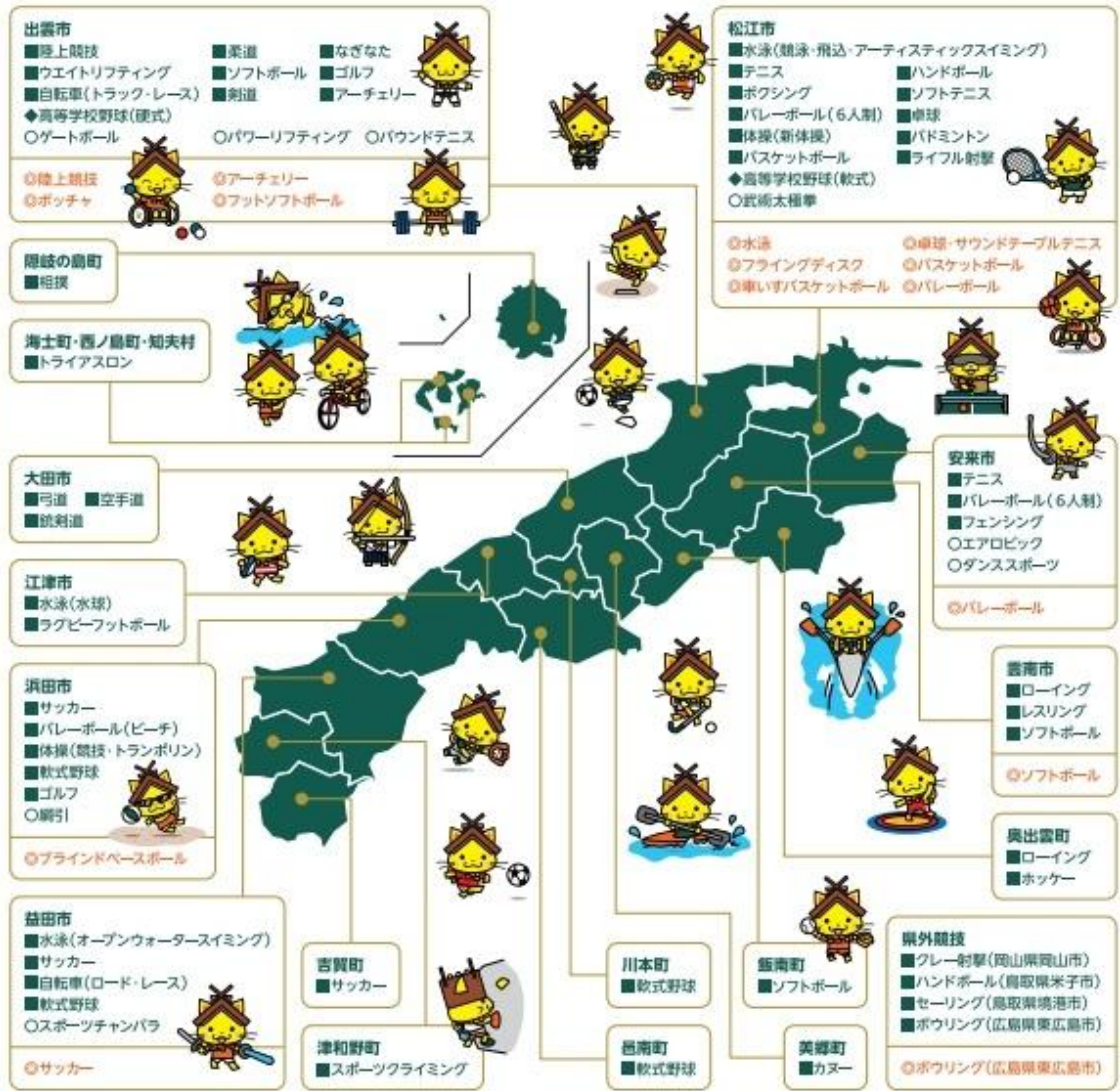 出雲市
■陸上競技 ■柔道 ■なぎなた
■ウエイトリフティング ■ソフトボール ■ゴルフ
■自転車(トラック・レース) ■剣道 ■アーチェリー
◆高等学校野球(硬式)
○ゲートボール ○パワーリフティング ○バウンドテニス
◎陸上競技 ◎アーチェリー
◎ボッチャ ◎フットソフトボール
松江市
■水泳(競泳・飛込・アーティスティックスイミング)
■テニス ■ハンドボール
■ボクシング ■ソフトテニス
■バレーボール(6人制) ■卓球
■体操(新体操) ■バドミントン
■バスケットボール ■ライフル射撃
◆高等学校野球(軟式)
○武術太極拳
◎水泳 ◎卓球・サウンドテーブルテニス
◎フライングディスク ◎バスケットボール
◎車いすバスケットボール ◎バレーボール
隠岐の島町
■相撲
海士町・西ノ島町・知夫村
■トライアスロン
大田市
■弓道 ■空手道
■銃剣道
江津市
■水泳(水球)
■ラグビーフットボール
浜田市
■サッカー
■バレーボール(ビーチ)
■体操(競技・トランポリン)
■軟式野球
■ゴルフ
○綱引
◎ブラインドベースボール
益田市
■水泳(オープンウォータースイミング)
■サッカー
■自転車(ロード・レース)
■軟式野球
○スポーツチャンバラ
◎サッカー
安来市
■テニス
■バレーボール(6人制)
■フェンシング
○エアロビック
○ダンススポーツ
◎バレーボール
雲南市
■ローイング
■レスリング
■ソフトボール
◎ソフトボール
奥出雲町
■ローイング
■ホッケー
吉賀町
■サッカー
津和野町
■スポーツクライミング
川本町
■軟式野球
邑南町
■軟式野球
飯南町
■ソフトボール
美郷町
■カヌー
県外競技
■クレー射撃(岡山県岡山市)
■ハンドボール(鳥取県米子市)
■セーリング(鳥取県境港市)
■ボウリング(広島県東広島市)
◎ボウリング(広島県東広島市)